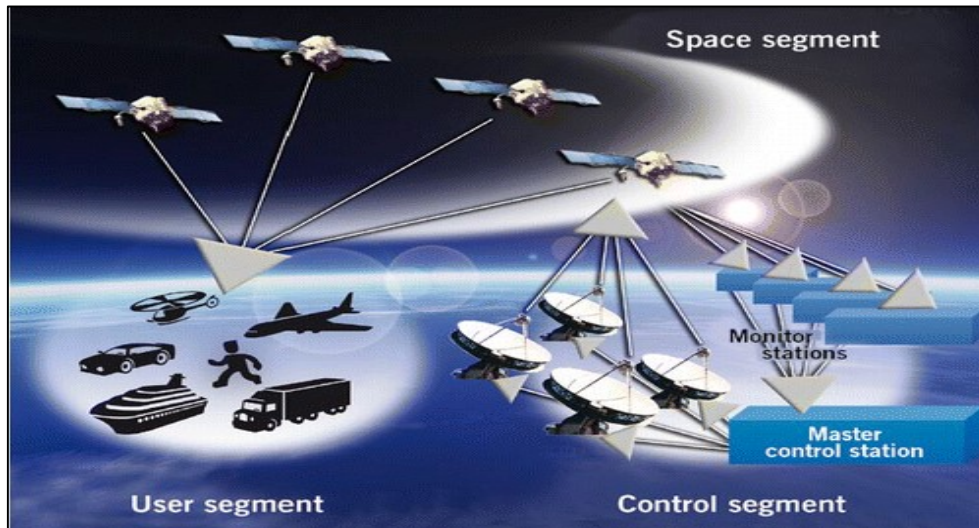 Space segment
Monitor
stations
Master
control station
User segment
Control segment